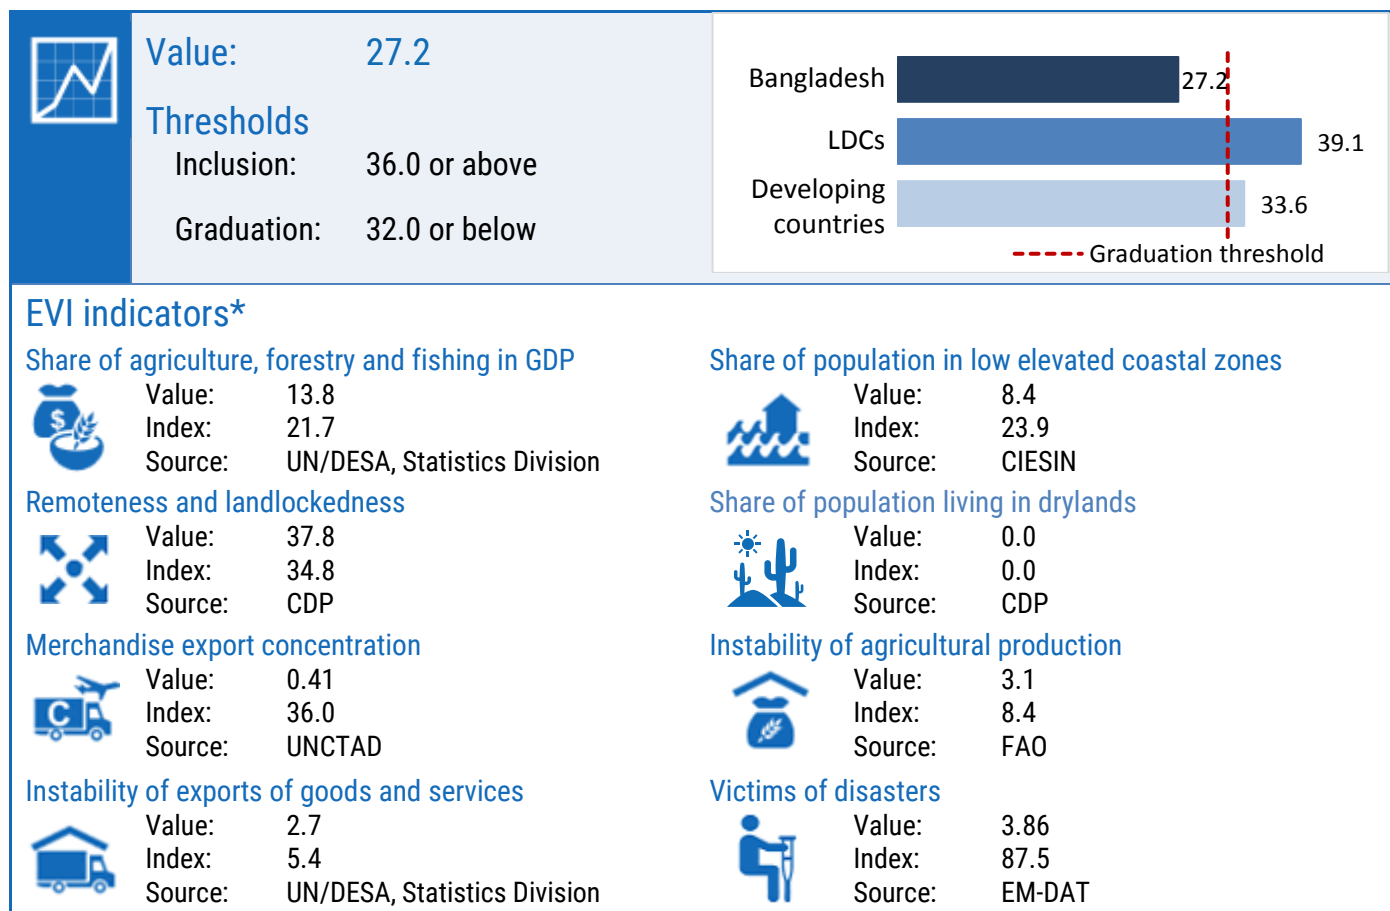 Value: 27.2
Thresholds
Inclusion: 36.0 or above
Graduation: 32.0 or below
Bangladesh 27.2
LDCs 39.1
Developing
countries 33.6
Graduation threshold
EVI indicators*
Share of agriculture, forestry and fishing in GDP
Value: 13.8
Index: 21.7
Source: UN/DESA, Statistics Division
Remoteness and landlockedness
Value: 37.8
Index: 34.8
Source: CDP
Merchandise export concentration
C
Value: 0.41
Index: 36.0
Source: UNCTAD
Instability of exports of goods and services
Value: 2.7
Index: 5.4
Source: UN/DESA, Statistics Division
Share of population in low elevated coastal zones
Value: 8.4
Index: 23.9
Source: CIESIN
Share of population living in drylands
Value: 0.0
Index: 0.0
Source: CDP
Instability of agricultural production
Value: 3.1
Index: 8.4
Source: FAO
Victims of disasters
Value: 3.86
Index: 87.5
Source: EM-DAT